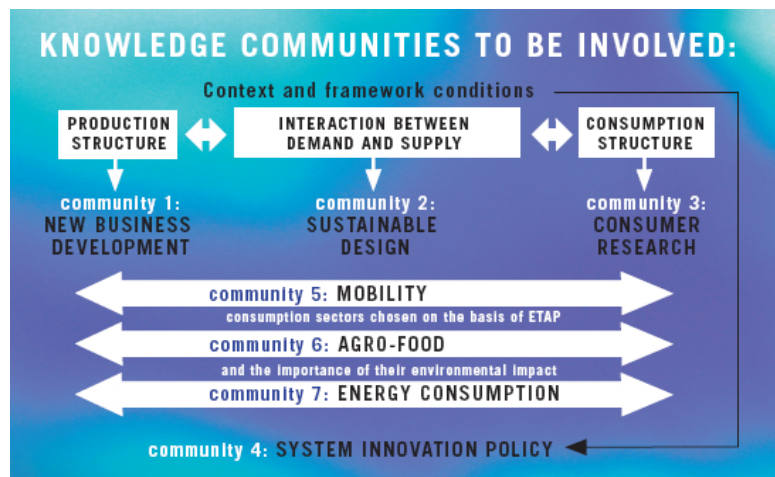 KNOWLEDGE COMMUNITIES TO BE INVOLVED:
Context and framework conditions
PRODUCTION
STRUCTURE
INTERACTION BETWEEN
DEMAND AND SUPPLY
CONSUMPTION
STRUCTURE
community 1:
NEW BUSINESS
DEVELOPMENT
community 2:
SUSTAINABLE
DESIGN
community 3:
CONSUMER
RESEARCH
community 5: MOBILITY
consumption sectors chosen on the basis of ETAP
community 6: AGRO-FOOD
and the importance of their environmental impact
community 7: ENERGY CONSUMPTION
community 4: SYSTEM INNOVATION POLICY